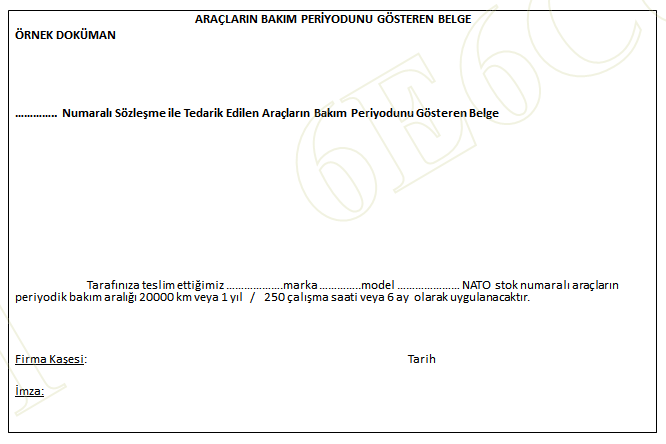 ARAÇLARIN BAKIM PERİYODUNU GÖSTEREN BELGE
ÖRNEK DOKÜMAN
………….. Numaralı Sözleşme ile Tedarik Edilen Araçların Bakım Periyodunu Gösteren Belge
Tarafınıza teslim ettiğimiz ……………….marka …………..model ………………… NATO stok numaralı araçların
periyodik bakım aralığı 20000 km veya 1 yıl / 250 çalışma saati veya 6 ay olarak uygulanacaktır.
Firma Kaşesi: Tarih
İmza: